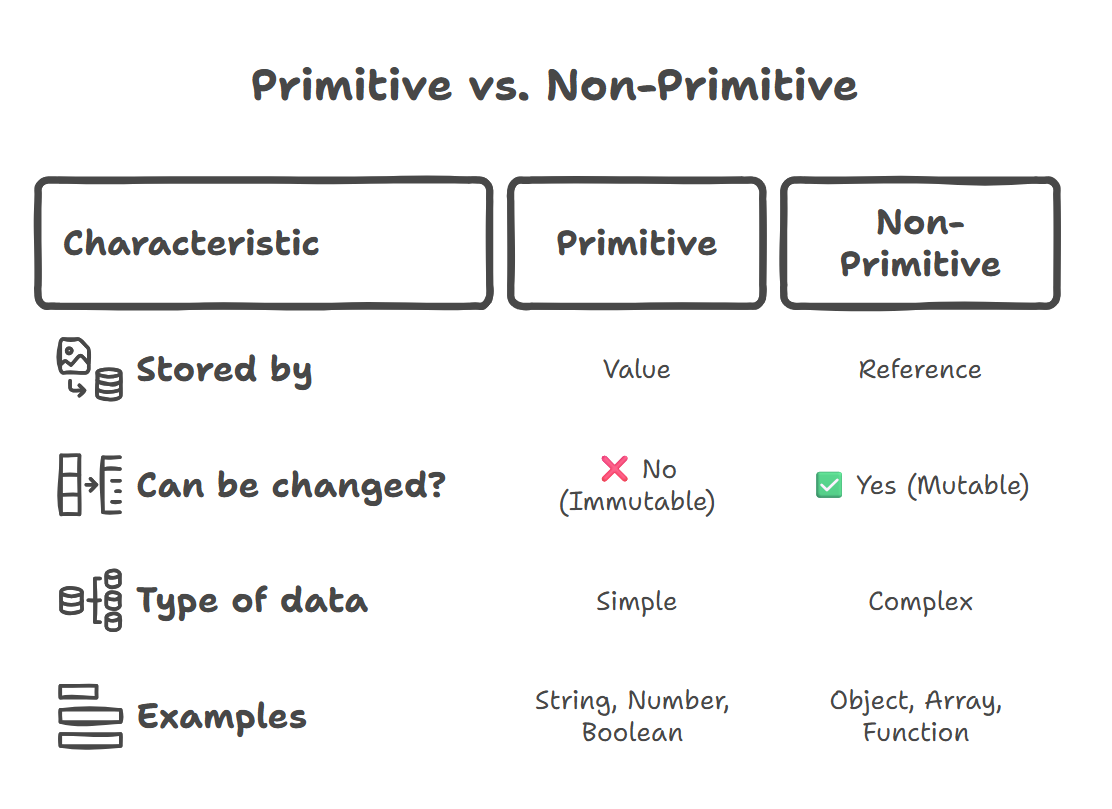 Primitive vs. Non-Primitive
Characteristic
Primitive
Non-
Primitive
Stored by
Value
Reference
Can be changed?
❌ No
(Immutable)
✅ Yes (Mutable)
Type of data
Simple
Complex
Examples
String, Number,
Boolean
Object, Array,
Function